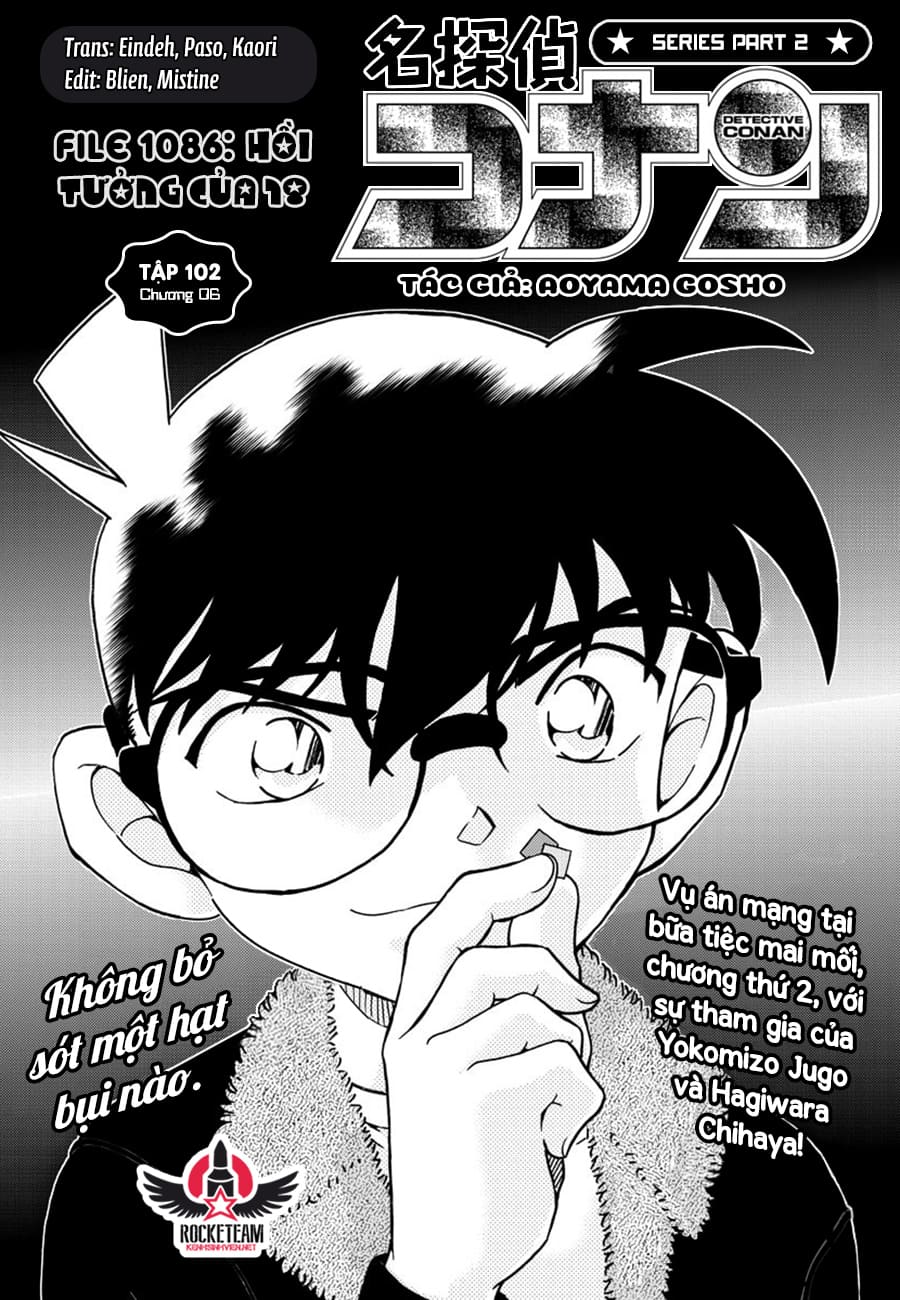 Trans: Eindeh, Paso, Kaori
Edit: Blien, Mistine
名探偵
★ SERIES PART 2 ★
コナン
DETECTIVE
CONAN
FILE 1086: HỒI
TƯỞNG CỦA 18
TẬP 102
Chương 06
TÁC GIẢ: AOYAMA GOSHO
Vụ án mạng tại
bữa tiệc mai mối,
chương thứ 2, với
sự tham gia của
Yokomizo Jugo
và Hagiwara
Chihaya!
Không bỏ
sót một hạt
bụi nào.
ROCKETEAM
KENHSINHVIEN.NET